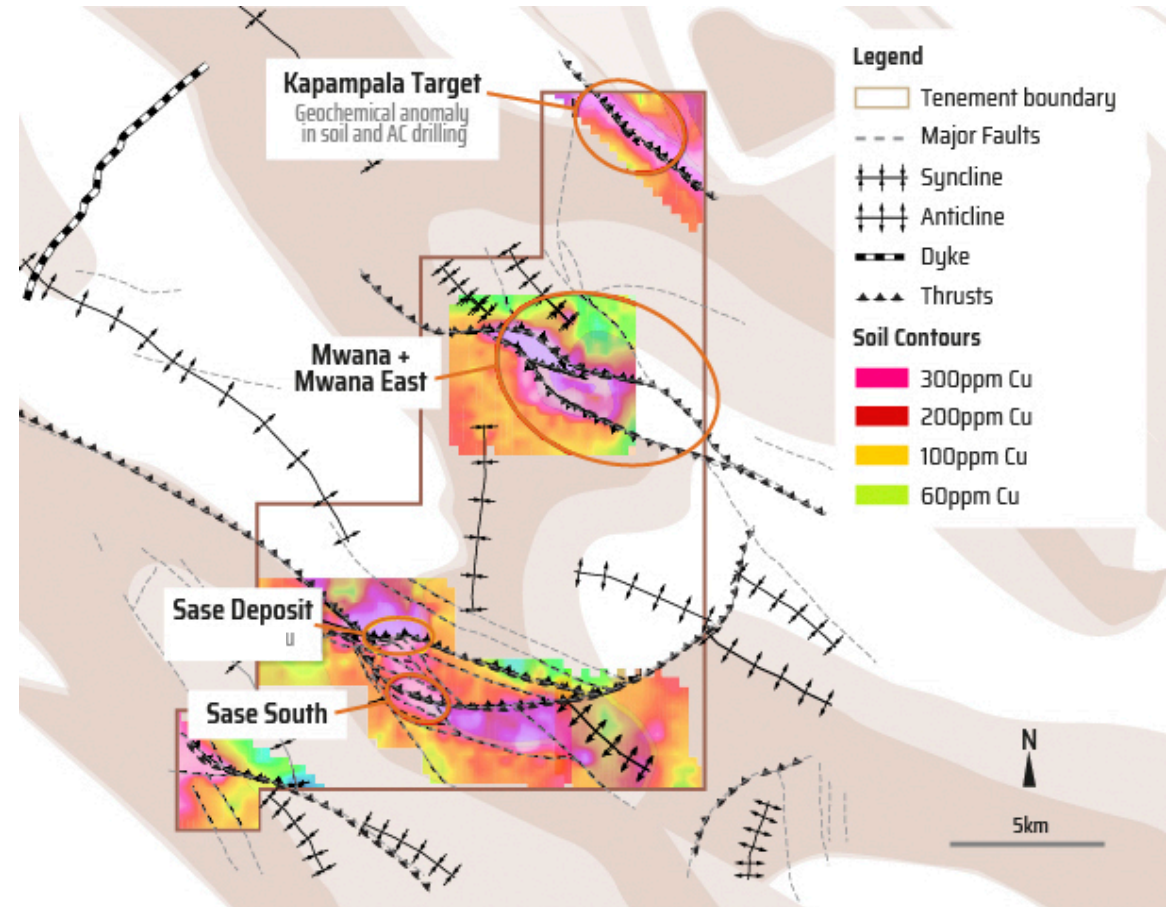 Kapampala Target
Geochemical anomaly
in soil and AC drilling
Mwana +
Mwana East
Sase Deposit
u
Sase South
Legend
Tenement boundary
Major Faults
Syncline
Anticline
Dyke
Thrusts
Soil Contours
300ppm Cu
200ppm Cu
100ppm Cu
60ppm Cu
N
5km